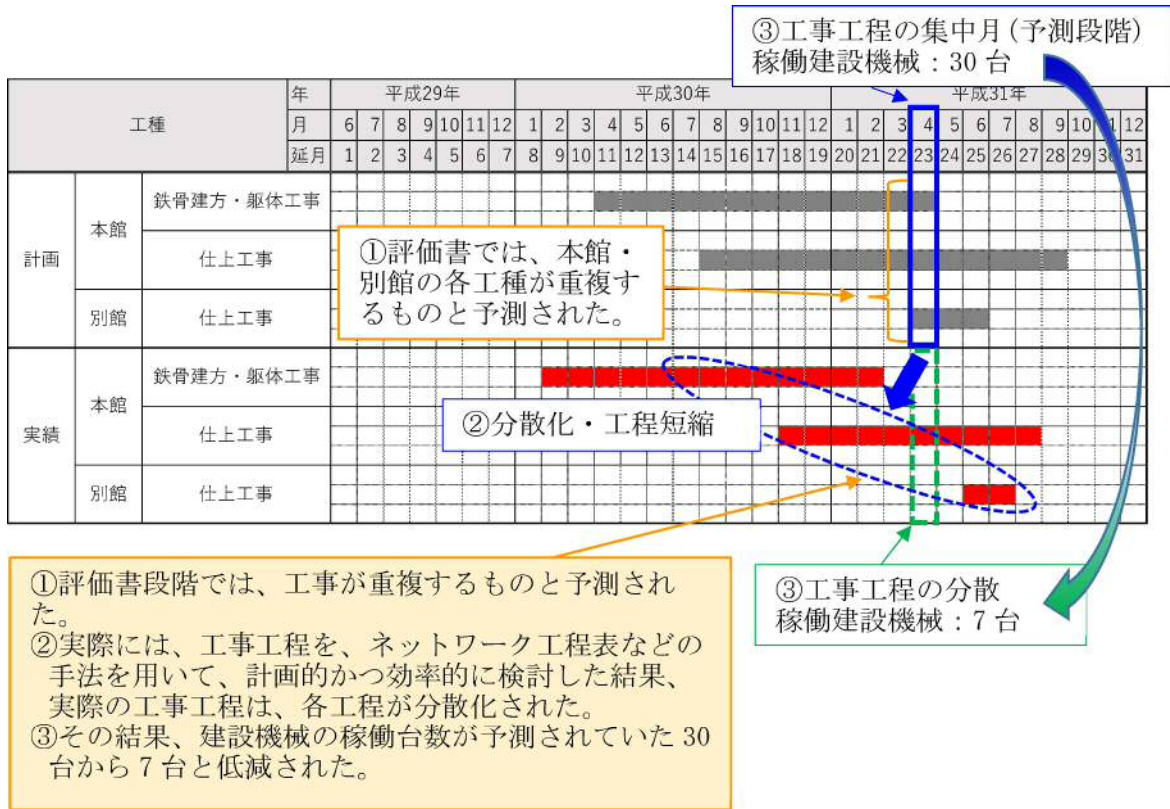 ③工事工程の集中月(予測段階)
稼働建設機械：30 台
工種
年 平成29年 平成30年 平成31年
月 6 7 8 9 10 11 12 1 2 3 4 5 6 7 8 9 10 11 12 1 2 3 4 5 6 7 8 9 10 11 12
延月 1 2 3 4 5 6 7 8 9 10 11 12 13 14 15 16 17 18 19 20 21 22 23 24 25 26 27 28 29 30 31
計画
本館
鉄骨建方・躯体工事
仕上工事
別館
仕上工事
①評価書では、本館・
別館の各工種が重複す
るものと予測された。
実績
本館
鉄骨建方・躯体工事
仕上工事
別館
仕上工事
②分散化・工程短縮
①評価書段階では、工事が重複するものと予測され
た。
②実際には、工事工程を、ネットワーク工程表などの
手法を用いて、計画的かつ効率的に検討した結果、
実際の工事工程は、各工程が分散化された。
③その結果、建設機械の稼働台数が予測されていた 30
台から 7 台と低減された。
③工事工程の分散
稼働建設機械：7 台